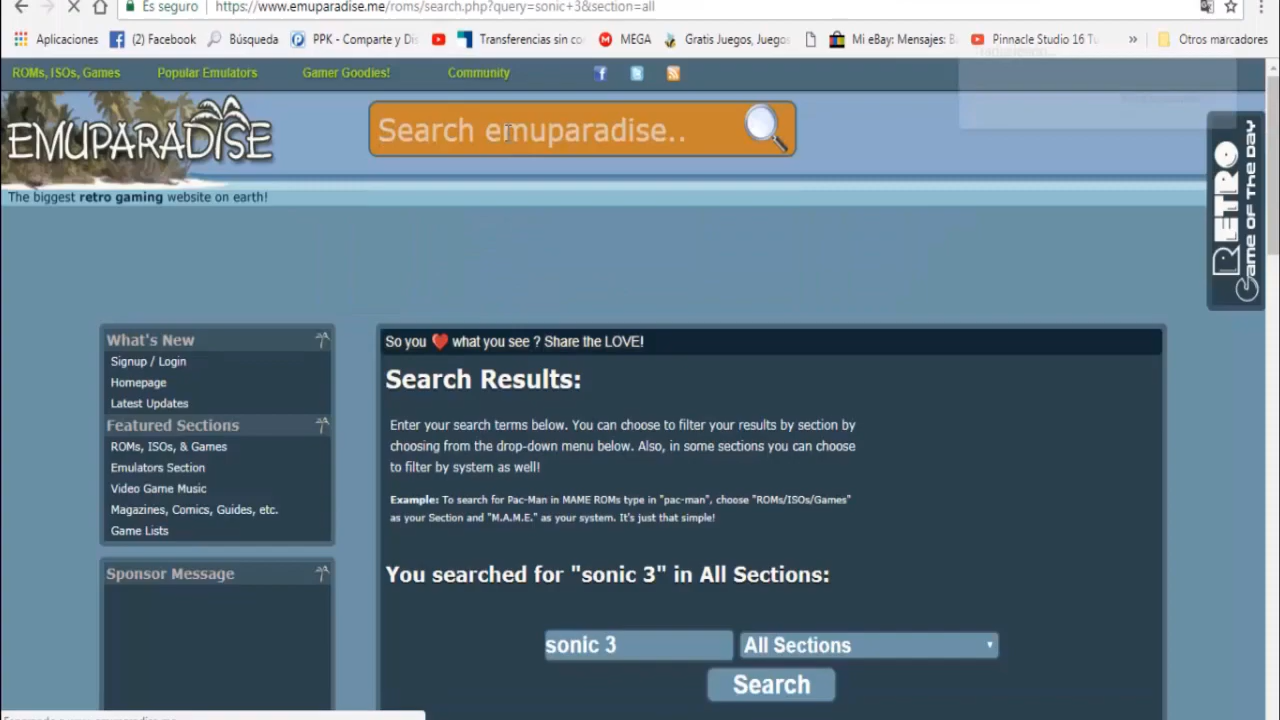 Es seguro https://www.emuparadise.me/roms/search.php?query=sonic+3&section=all
Aplicaciones (2) Facebook Búsqueda PPK - Comparte y Di Transferencias sin co MEGA Gratis Juegos, Juego Mi eBay: Mensajes: B Pinnacle Studio 16 Tu » Otros marcadores
ROMs, ISOs, Games Popular Emulators Gamer Goodies! Community
EMUPARADISE
Search emuparadise..
The biggest retro gaming website on earth!
RETRO
Game OF THE DAY
What's New
Signup / Login
Homepage
Latest Updates
Featured Sections
ROMs, ISOs, & Games
Emulators Section
Video Game Music
Magazines, Comics, Guides, etc.
Game Lists
Sponsor Message
So you ❤ what you see ? Share the LOVE!
Search Results:
Enter your search terms below. You can choose to filter your results by section by
choosing from the drop-down menu below. Also, in some sections you can choose
to filter by system as well!
Example: To search for Pac-Man in MAME ROMs type in "pac-man", choose "ROMs/ISOs/Games"
as your Section and "M.A.M.E." as your system. It's just that simple!
You searched for "sonic 3" in All Sections:
sonic 3 All Sections
Search